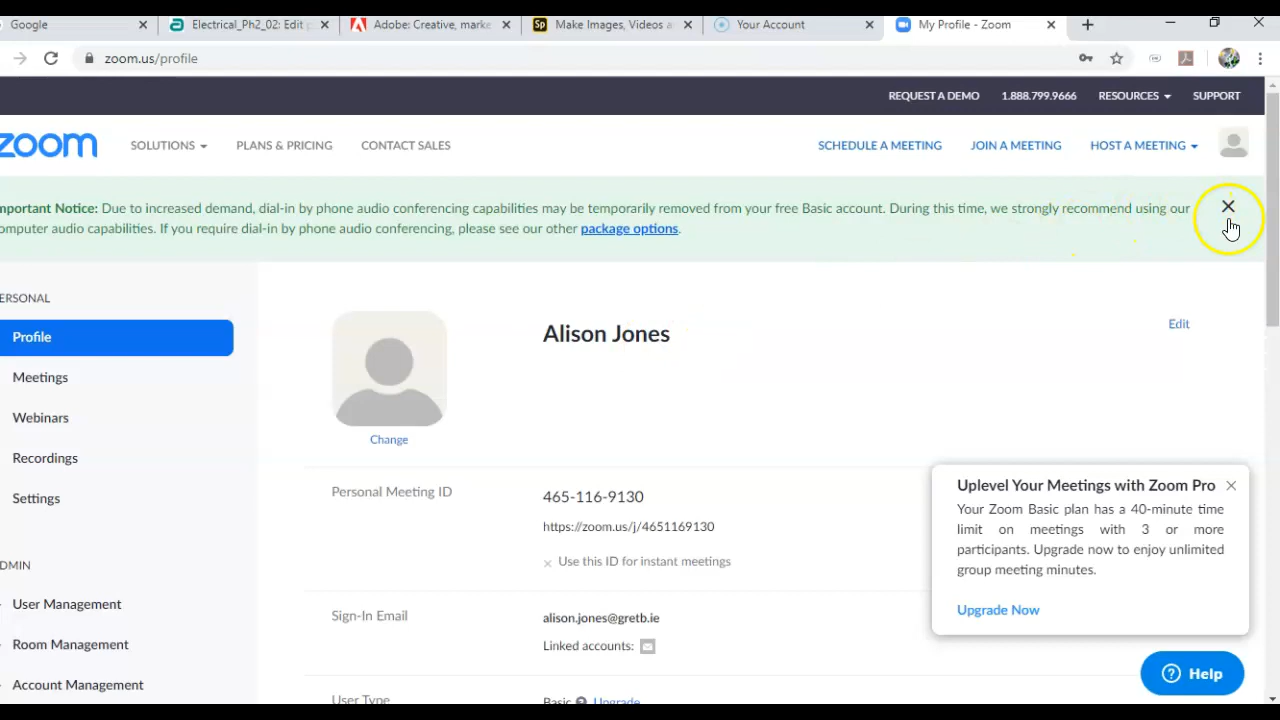 Google
Electrical_Ph2_02: Edit p
Adobe: Creative, marke
Sp
Make Images, Videos a
Your Account
My Profile - Zoom
zoom.us/profile
REQUEST A DEMO
1.888.799.9666
RESOURCES
SUPPORT
zoom
SOLUTIONS
PLANS & PRICING
CONTACT SALES
SCHEDULE A MEETING
JOIN A MEETING
HOST A MEETING
mportant Notice: Due to increased demand, dial-in by phone audio conferencing capabilities may be temporarily removed from your free Basic account. During this time, we strongly recommend using our
omputer audio capabilities. If you require dial-in by phone audio conferencing, please see our other package options.
ERSONAL
Profile
Meetings
Webinars
Recordings
Settings
DMIN
User Management
Room Management
Account Management
Alison Jones
Edit
Change
Personal Meeting ID
465-116-9130
https://zoom.us/j/4651169130
Use this ID for instant meetings
Sign-In Email
alison.jones@gretb.ie
Linked accounts:
User Type
Basic
Upgrade
Uplevel Your Meetings with Zoom Pro
Your Zoom Basic plan has a 40-minute time
limit on meetings with 3 or more
participants. Upgrade now to enjoy unlimited
group meeting minutes.
Upgrade Now
Help